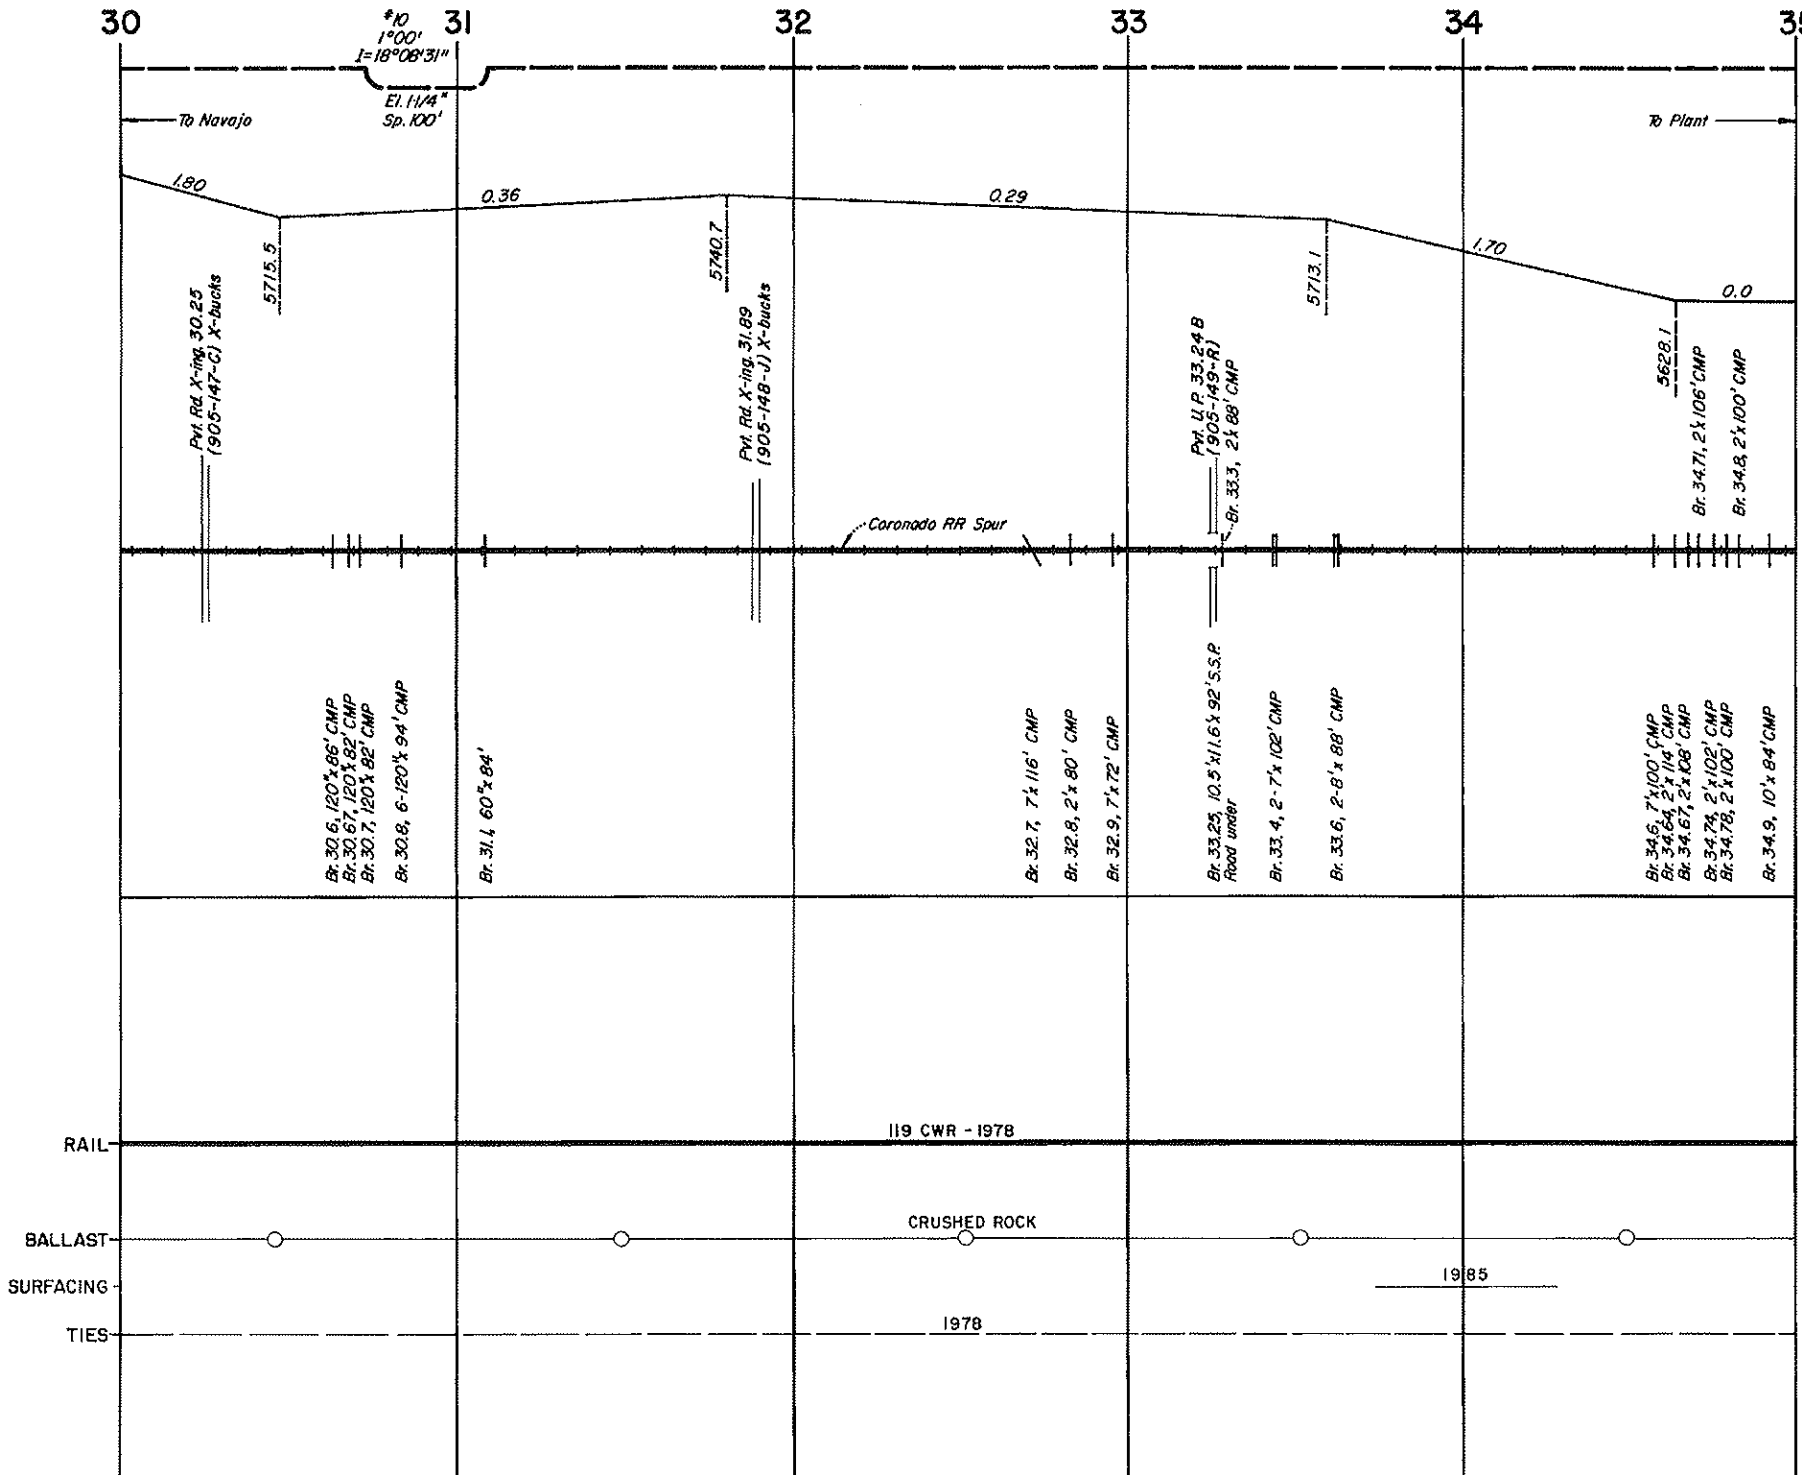 30 31 32 33 34 35
#10
1°00'
I=18°08'31"
El. 1-1/4"
Sp. 100'
To Navajo
To Plant
1.80
0.36
0.29
1.70
0.0
5715.5
5740.7
5713.1
5628.1
Pvt. Rd. X-ing, 30.25
(905-147-C) X-bucks
Pvt. Rd. X-ing. 31.89
(905-148-J) X-bucks
Pvt. U.P. 33.24 B
(905-149-R)
Br. 33.3, 2'x 88' CMP
Br. 34.71, 2'x 106' CMP
Br. 34.8, 2'x 100' CMP
Coronado RR Spur
Br. 30.6, 120"x 86' CMP
Br. 30.67, 120"x 82' CMP
Br. 30.7, 120"x 82' CMP
Br. 30.8, 6-120"x 94' CMP
Br. 31.1, 60"x 84'
Br. 32.7, 7'x 116' CMP
Br. 32.8, 2'x 80' CMP
Br. 32.9, 7'x 72' CMP
Br. 33.25, 10.5'x11.6'x 92' S.S.P.
Road under
Br. 33.4, 2-7'x 102' CMP
Br. 33.6, 2-8'x 88' CMP
Br. 34.6, 7'x100' CMP
Br. 34.64, 2'x 114' CMP
Br. 34.67, 2'x 108' CMP
Br. 34.74, 2'x 102' CMP
Br. 34.78, 2'x 100' CMP
Br. 34.9, 10'x 84' CMP
RAIL
119 CWR - 1978
BALLAST
CRUSHED ROCK
SURFACING
1985
TIES
1978